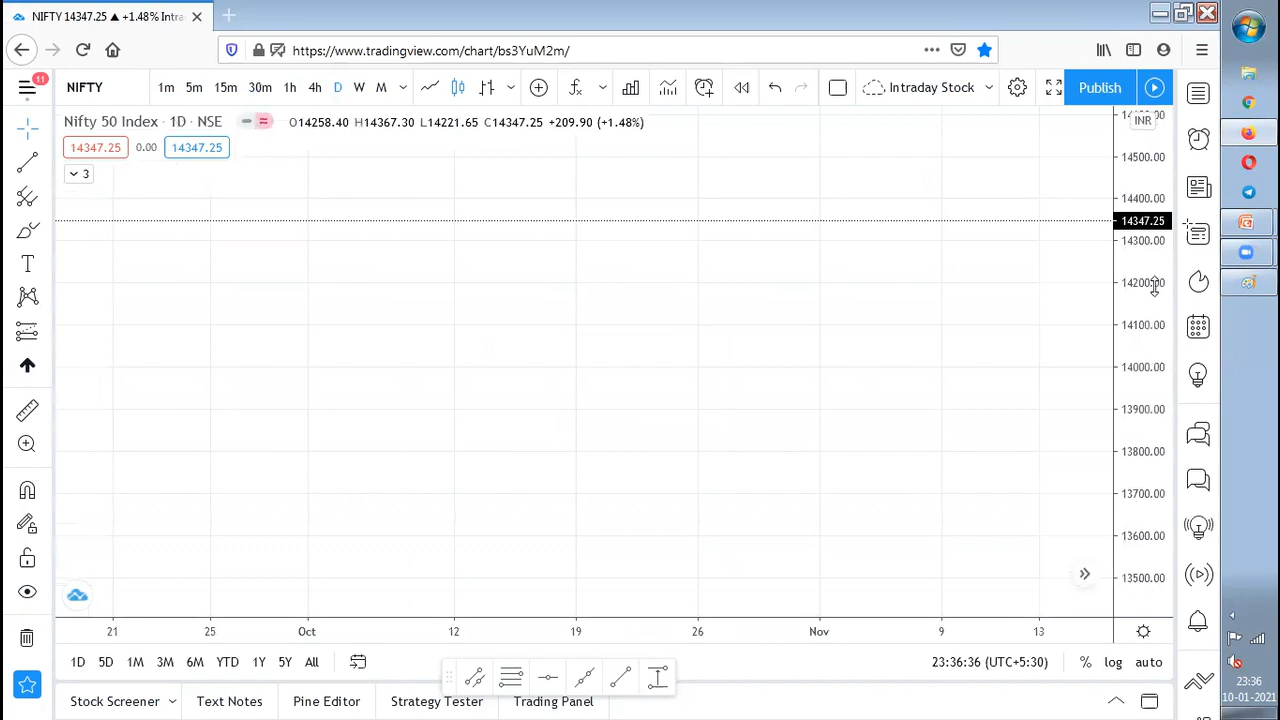 NIFTY 14347.25 ▲ +1.48% Intra
https://www.tradingview.com/chart/bs3YuM2m/
11
NIFTY 1m 5m 15m 30m 1h 4h D W M Intraday Stock Publish
Nifty 50 Index · 1D · NSE H14367.30 C14347.25 +209.90 (+1.48%)
O14258.40
INR
14347.25 0.00 14347.25
3
14500.00
14400.00
14347.25
14300.00
14200.00
14100.00
14000.00
13900.00
13800.00
13700.00
13600.00
13500.00
21 25 Oct 12 19 26 Nov 9 13
1D 5D 1M 3M 6M YTD 1Y 5Y All 23:36:36 (UTC+5:30) % log auto
Stock Screener Text Notes Pine Editor Strategy Tester Trading Panel
23:36
10-01-2021